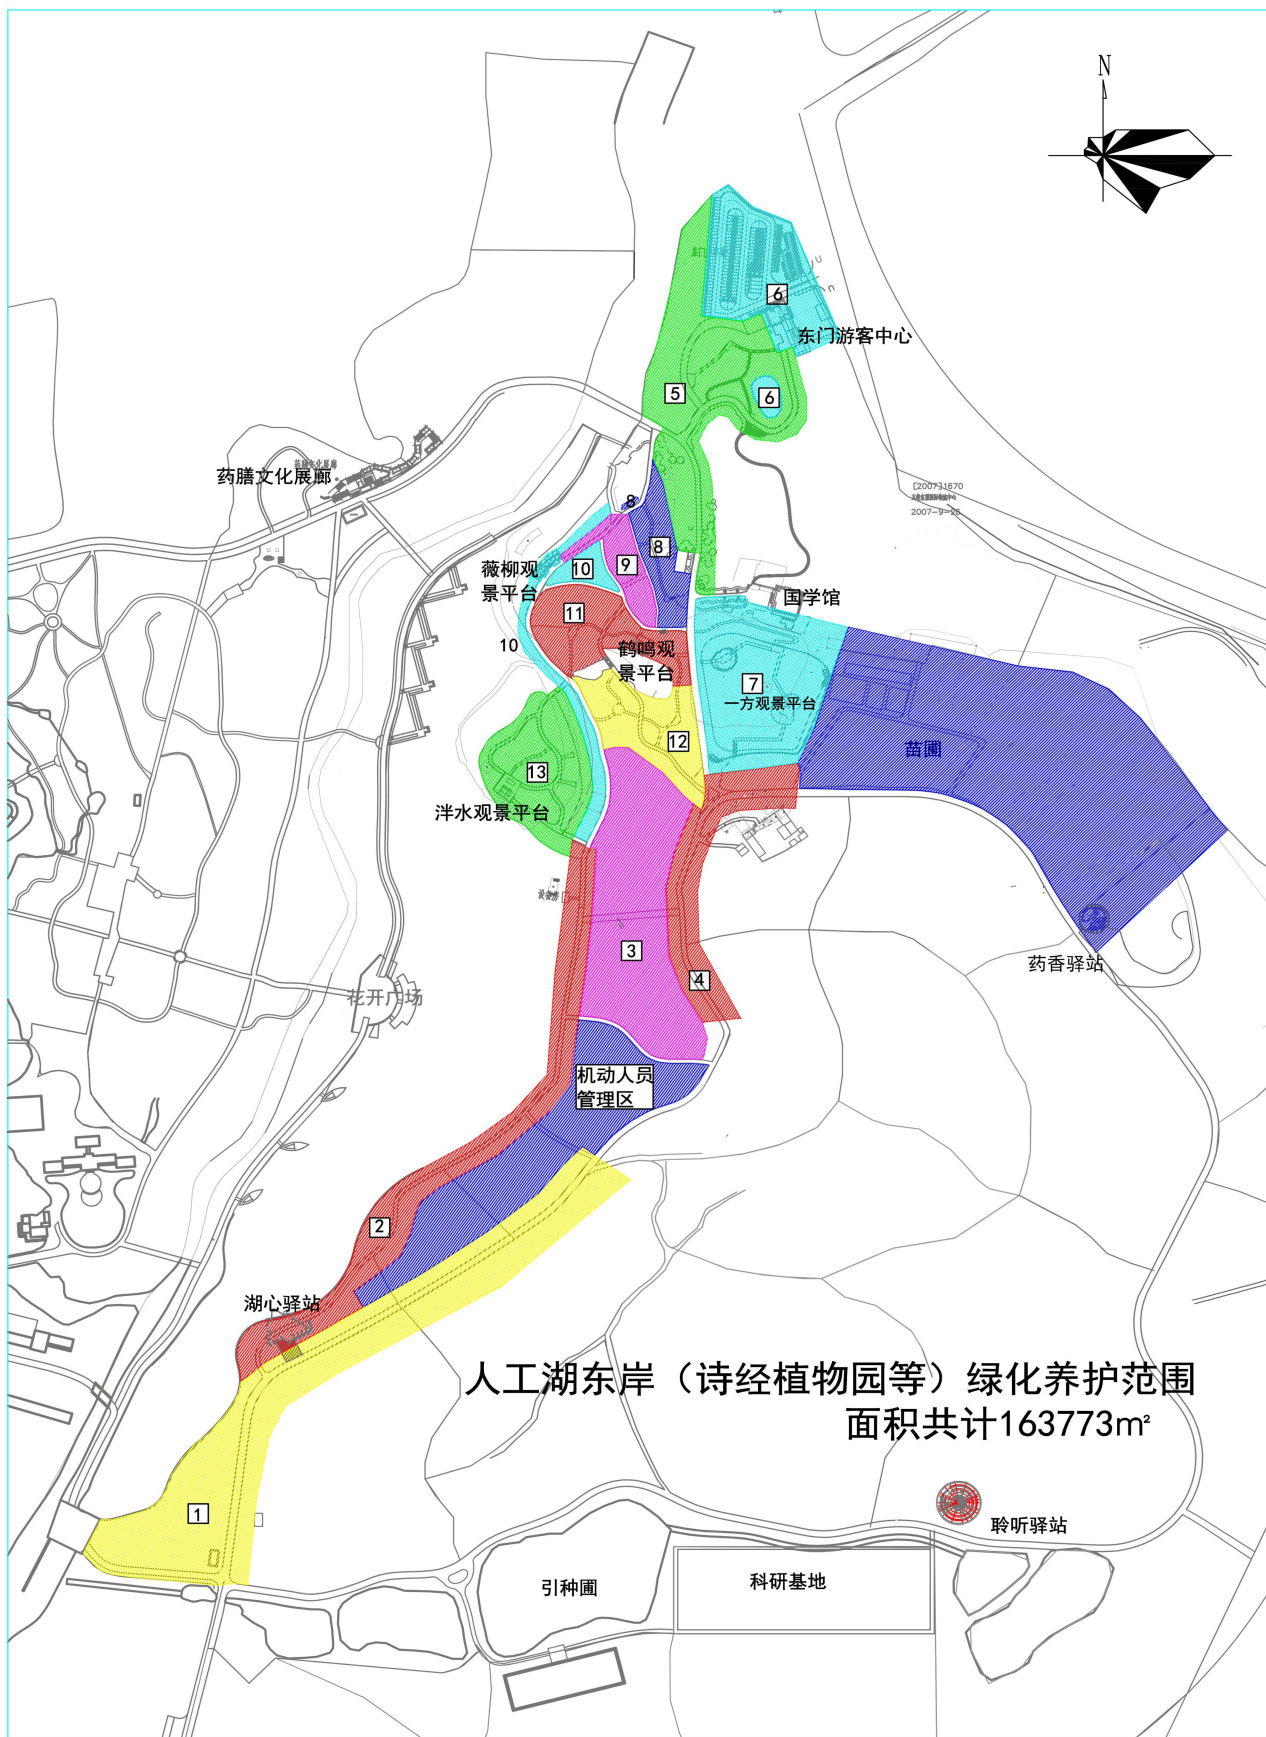 N
6
东门游客中心
5
6
药膳文化展廊
[2007]1670
2007-9-26
8
8
薇柳观
景平台
10
9
国学馆
11
10
鹤鸣观
景平台
7
一方观景平台
12
苗圃
13
泮水观景平台
设备房
3
药香驿站
4
花开广场
机动人员
管理区
2
湖心驿站
人工湖东岸（诗经植物园等）绿化养护范围
面积共计163773㎡
1
聆听驿站
引种圃
科研基地